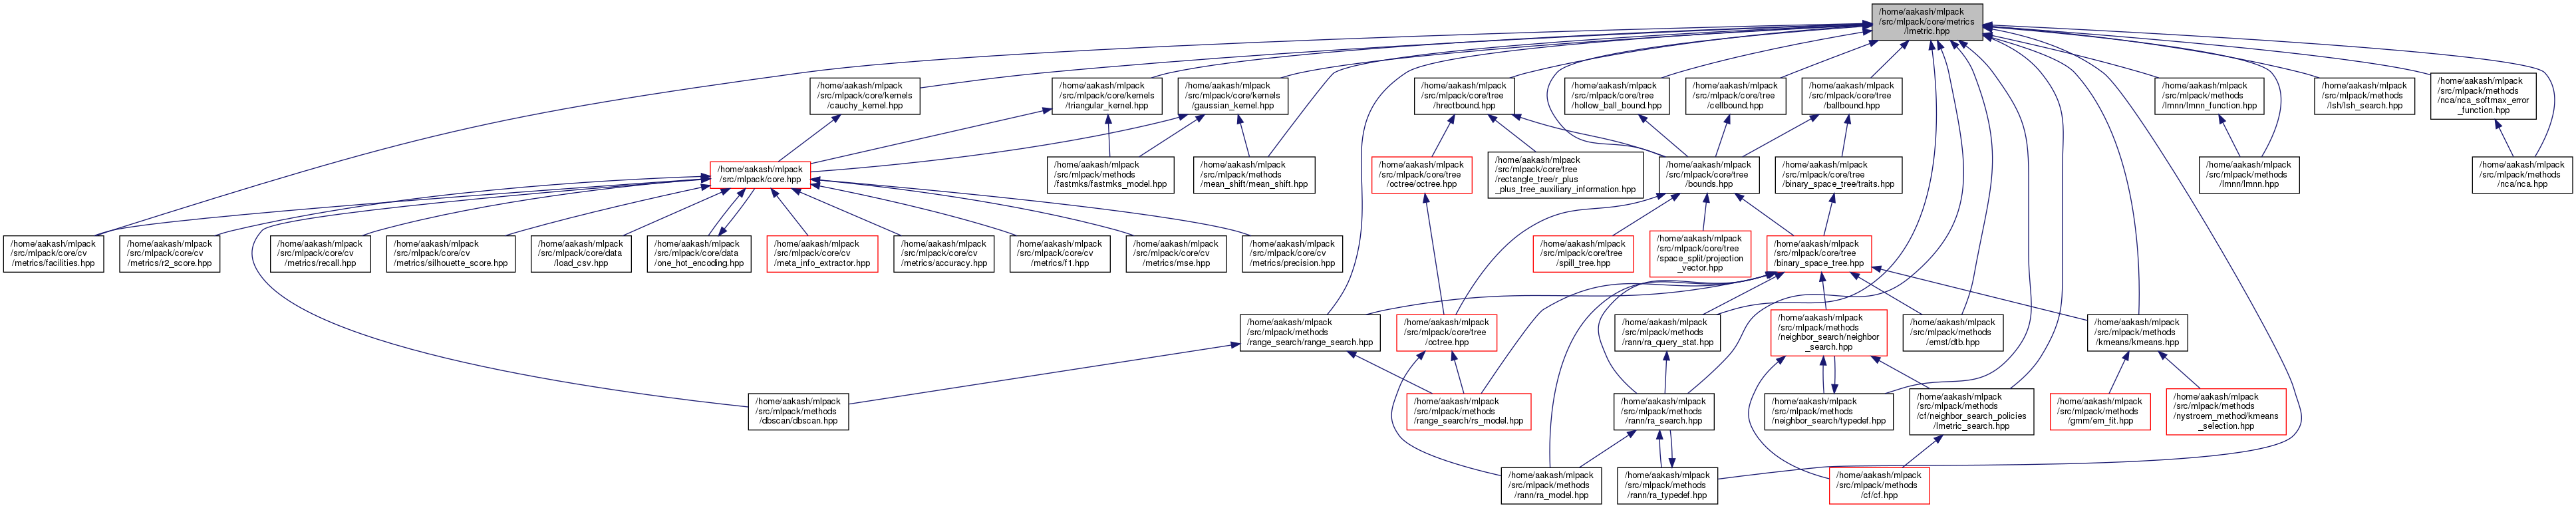 /home/aakash/mlpack
/src/mlpack/core/metrics
/lmetric.hpp
/home/aakash/mlpack
/src/mlpack/core/kernels
/cauchy_kernel.hpp
/home/aakash/mlpack
/src/mlpack/core/kernels
/triangular_kernel.hpp
/home/aakash/mlpack
/src/mlpack/core/kernels
/gaussian_kernel.hpp
/home/aakash/mlpack
/src/mlpack/core/tree
/hrectbound.hpp
/home/aakash/mlpack
/src/mlpack/core/tree
/hollow_ball_bound.hpp
/home/aakash/mlpack
/src/mlpack/core/tree
/cellbound.hpp
/home/aakash/mlpack
/src/mlpack/core/tree
/ballbound.hpp
/home/aakash/mlpack
/src/mlpack/methods
/lmnn/lmnn_function.hpp
/home/aakash/mlpack
/src/mlpack/methods
/lsh/lsh_search.hpp
/home/aakash/mlpack
/src/mlpack/methods
/nca/nca_softmax_error
_function.hpp
/home/aakash/mlpack
/src/mlpack/core.hpp
/home/aakash/mlpack
/src/mlpack/methods
/fastmks/fastmks_model.hpp
/home/aakash/mlpack
/src/mlpack/methods
/mean_shift/mean_shift.hpp
/home/aakash/mlpack
/src/mlpack/core/tree
/octree/octree.hpp
/home/aakash/mlpack
/src/mlpack/core/tree
/rectangle_tree/r_plus
_plus_tree_auxiliary_information.hpp
/home/aakash/mlpack
/src/mlpack/core/tree
/bounds.hpp
/home/aakash/mlpack
/src/mlpack/core/tree
/binary_space_tree/traits.hpp
/home/aakash/mlpack
/src/mlpack/methods
/lmnn/lmnn.hpp
/home/aakash/mlpack
/src/mlpack/methods
/nca/nca.hpp
/home/aakash/mlpack
/src/mlpack/core/cv
/metrics/facilities.hpp
/home/aakash/mlpack
/src/mlpack/core/cv
/metrics/r2_score.hpp
/home/aakash/mlpack
/src/mlpack/core/cv
/metrics/recall.hpp
/home/aakash/mlpack
/src/mlpack/core/cv
/metrics/silhouette_score.hpp
/home/aakash/mlpack
/src/mlpack/core/data
/load_csv.hpp
/home/aakash/mlpack
/src/mlpack/core/data
/one_hot_encoding.hpp
/home/aakash/mlpack
/src/mlpack/core/cv
/meta_info_extractor.hpp
/home/aakash/mlpack
/src/mlpack/core/cv
/metrics/accuracy.hpp
/home/aakash/mlpack
/src/mlpack/core/cv
/metrics/f1.hpp
/home/aakash/mlpack
/src/mlpack/core/cv
/metrics/mse.hpp
/home/aakash/mlpack
/src/mlpack/core/cv
/metrics/precision.hpp
/home/aakash/mlpack
/src/mlpack/core/tree
/spill_tree.hpp
/home/aakash/mlpack
/src/mlpack/core/tree
/space_split/projection
_vector.hpp
/home/aakash/mlpack
/src/mlpack/core/tree
/binary_space_tree.hpp
/home/aakash/mlpack
/src/mlpack/methods
/range_search/range_search.hpp
/home/aakash/mlpack
/src/mlpack/core/tree
/octree.hpp
/home/aakash/mlpack
/src/mlpack/methods
/rann/ra_query_stat.hpp
/home/aakash/mlpack
/src/mlpack/methods
/neighbor_search/neighbor
_search.hpp
/home/aakash/mlpack
/src/mlpack/methods
/emst/dtb.hpp
/home/aakash/mlpack
/src/mlpack/methods
/kmeans/kmeans.hpp
/home/aakash/mlpack
/src/mlpack/methods
/dbscan/dbscan.hpp
/home/aakash/mlpack
/src/mlpack/methods
/range_search/rs_model.hpp
/home/aakash/mlpack
/src/mlpack/methods
/rann/ra_search.hpp
/home/aakash/mlpack
/src/mlpack/methods
/neighbor_search/typedef.hpp
/home/aakash/mlpack
/src/mlpack/methods
/cf/neighbor_search_policies
/lmetric_search.hpp
/home/aakash/mlpack
/src/mlpack/methods
/gmm/em_fit.hpp
/home/aakash/mlpack
/src/mlpack/methods
/nystroem_method/kmeans
_selection.hpp
/home/aakash/mlpack
/src/mlpack/methods
/rann/ra_model.hpp
/home/aakash/mlpack
/src/mlpack/methods
/rann/ra_typedef.hpp
/home/aakash/mlpack
/src/mlpack/methods
/cf/cf.hpp